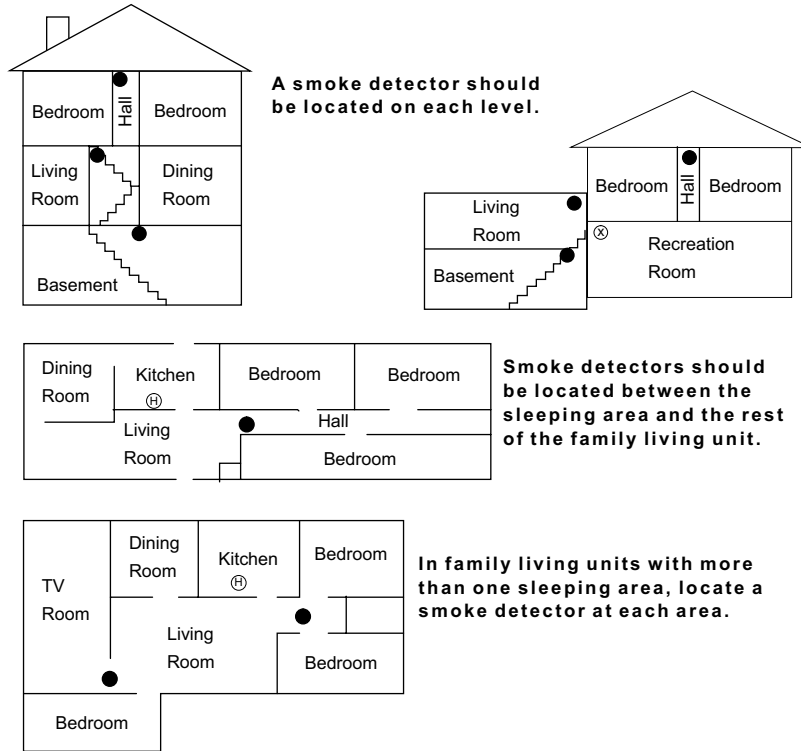 A smoke detector should
be located on each level.
Bedroom
Hall
Bedroom
Living
Room
Dining
Room
Basement
Bedroom
Hall
Bedroom
Living
Room
X
Recreation
Room
Basement
Dining
Room
Kitchen
H
Bedroom
Bedroom
Living
Room
Hall
Bedroom
Smoke detectors should
be located between the
sleeping area and the rest
of the family living unit.
TV
Room
Dining
Room
Kitchen
H
Bedroom
Living
Room
Bedroom
Bedroom
In family living units with more
than one sleeping area, locate a
smoke detector at each area.